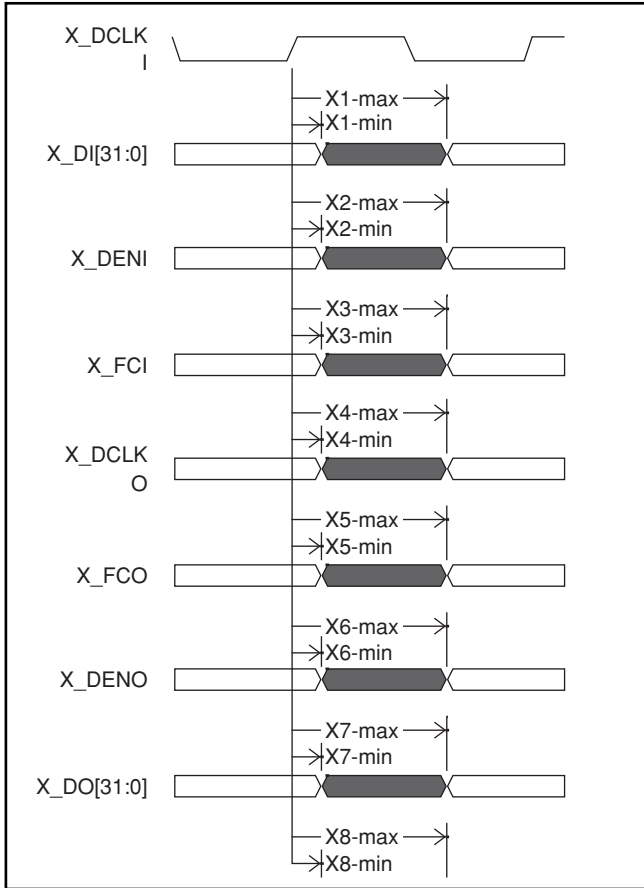 X_DCLK
I
X1-max
X1-min
X_DI[31:0]
X2-max
X2-min
X_DENI
X3-max
X3-min
X_FCI
X4-max
X4-min
X_DCLK
O
X5-max
X5-min
X_FCO
X6-max
X6-min
X_DENO
X7-max
X7-min
X_DO[31:0]
X8-max
X8-min